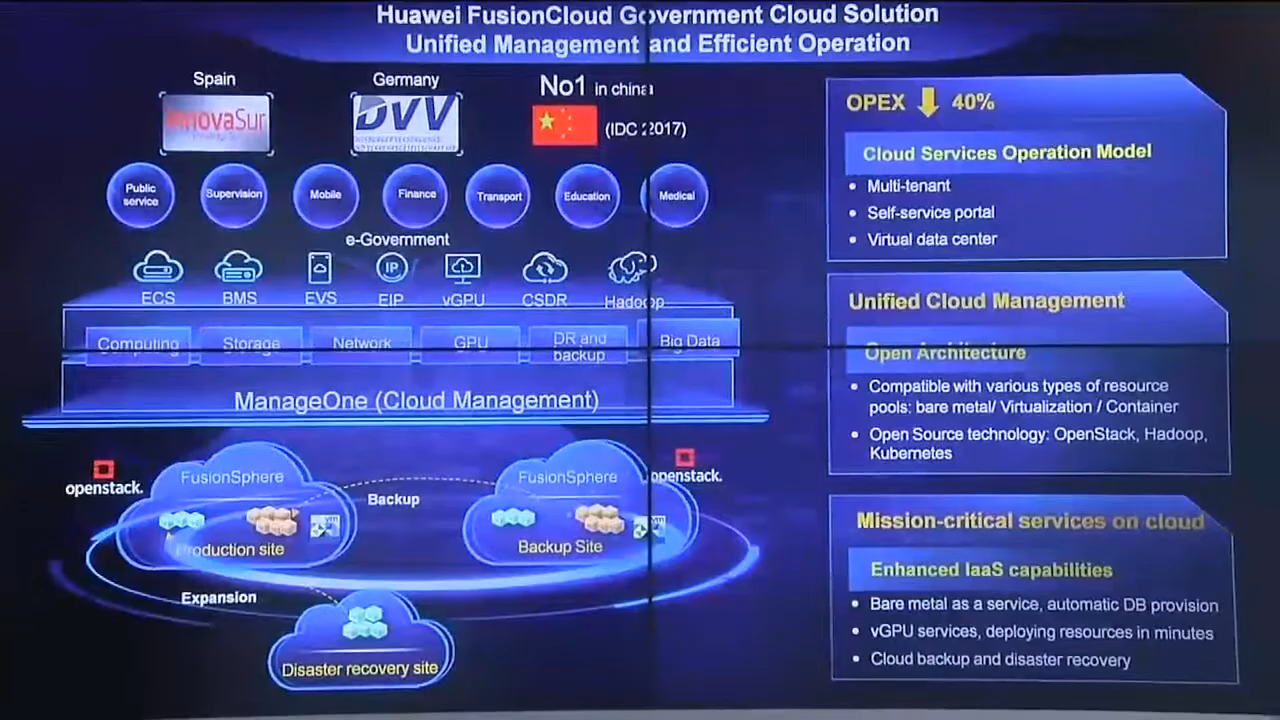 Huawei FusionCloud Government Cloud Solution
Unified Management and Efficient Operation
Spain
InnovaSur
Germany
DVV
No1 in china
(IDC 2017)
Public
service
Supervision
Mobile
Finance
Transport
Education
Medical
e-Government
ECS
BMS
EVS
IP
EIP
vGPU
CSDR
Hadoop
Computing
Storage
Network
GPU
DR and
backup
Big Data
ManageOne (Cloud Management)
openstack.
FusionSphere
Production site
Backup
FusionSphere
Backup Site
openstack.
vm
vm
Expansion
Disaster recovery site
OPEX 40%
Cloud Services Operation Model
• Multi-tenant
• Self-service portal
• Virtual data center
Unified Cloud Management
Open Architecture
• Compatible with various types of resource
pools: bare metal/ Virtualization / Container
• Open Source technology: OpenStack, Hadoop,
Kubernetes
Mission-critical services on cloud
Enhanced IaaS capabilities
• Bare metal as a service, automatic DB provision
• vGPU services, deploying resources in minutes
• Cloud backup and disaster recovery